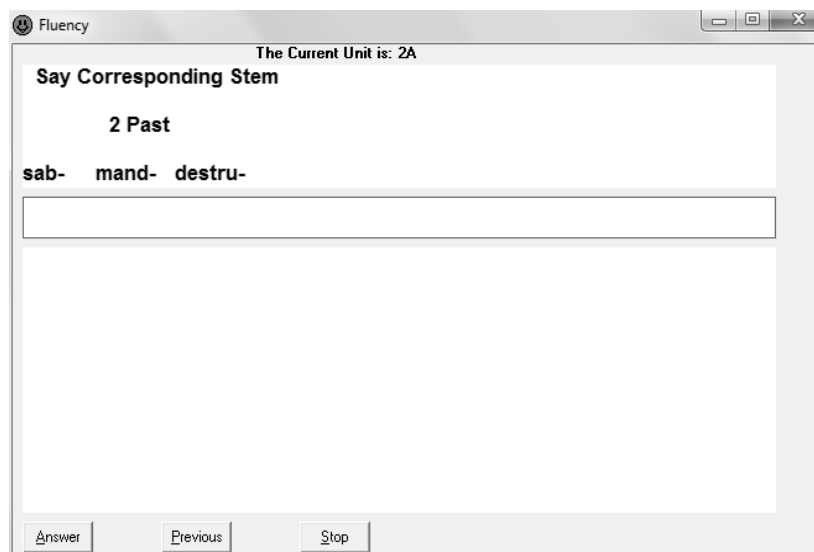 Fluency
The Current Unit is: 2A
Say Corresponding Stem
2 Past
sab- mand- destru-
Answer Previous Stop